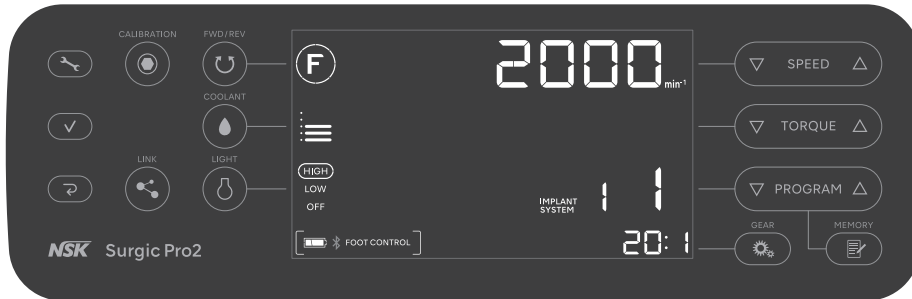 CALIBRATION FWD/REV
F 2000 min-1
SPEED
COOLANT
TORQUE
LINK LIGHT
HIGH
LOW
OFF
IMPLANT SYSTEM 1 1
PROGRAM
FOOT CONTROL
20:1
GEAR MEMORY
NSK Surgic Pro2